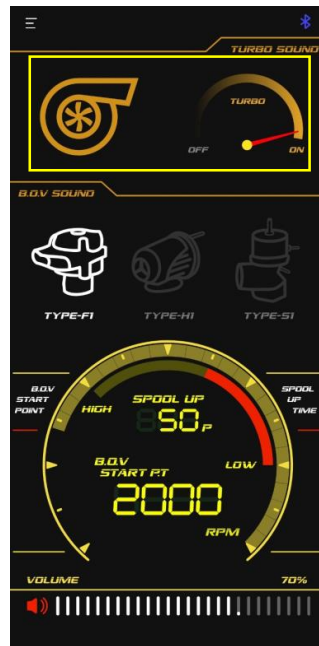 TURBO SOUND
TURBO
OFF
ON
B.O.V SOUND
TYPE-F1
TYPE-H1
TYPE-S1
B.O.V
START
POINT
SPOOL
UP
TIME
HIGH
SPOOL UP
50P
LOW
B.O.V
START P.T
2000
RPM
VOLUME
70%